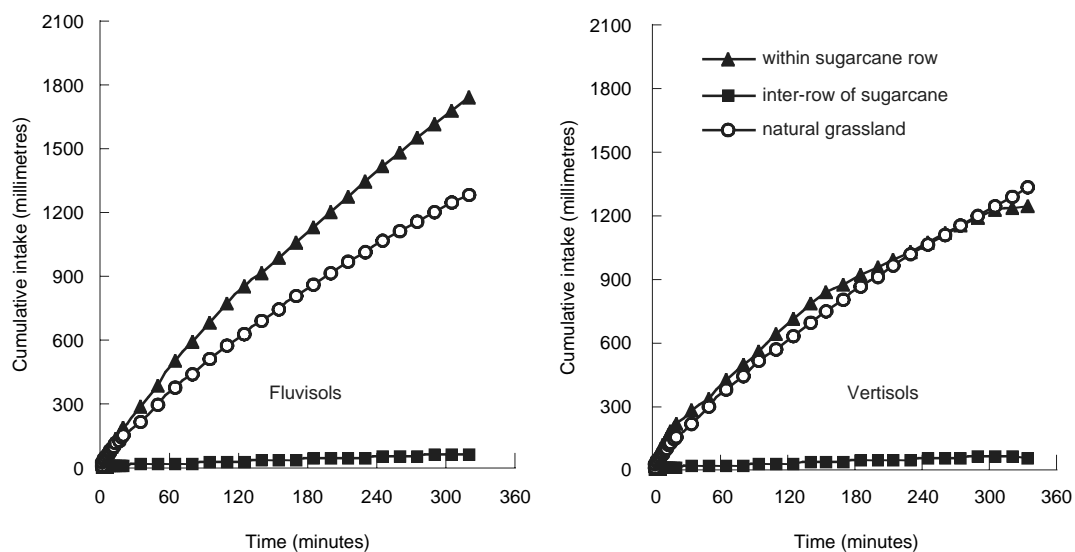 2100
1800
1500
1200
900
600
300
0
Cumulative intake (millimetres)
Fluvisols
0 60 120 180 240 300 360
Time (minutes)
2100
1800
1500
1200
900
600
300
0
Cumulative intake (millimetres)
within sugarcane row
inter-row of sugarcane
natural grassland
Vertisols
0 60 120 180 240 300 360
Time (minutes)